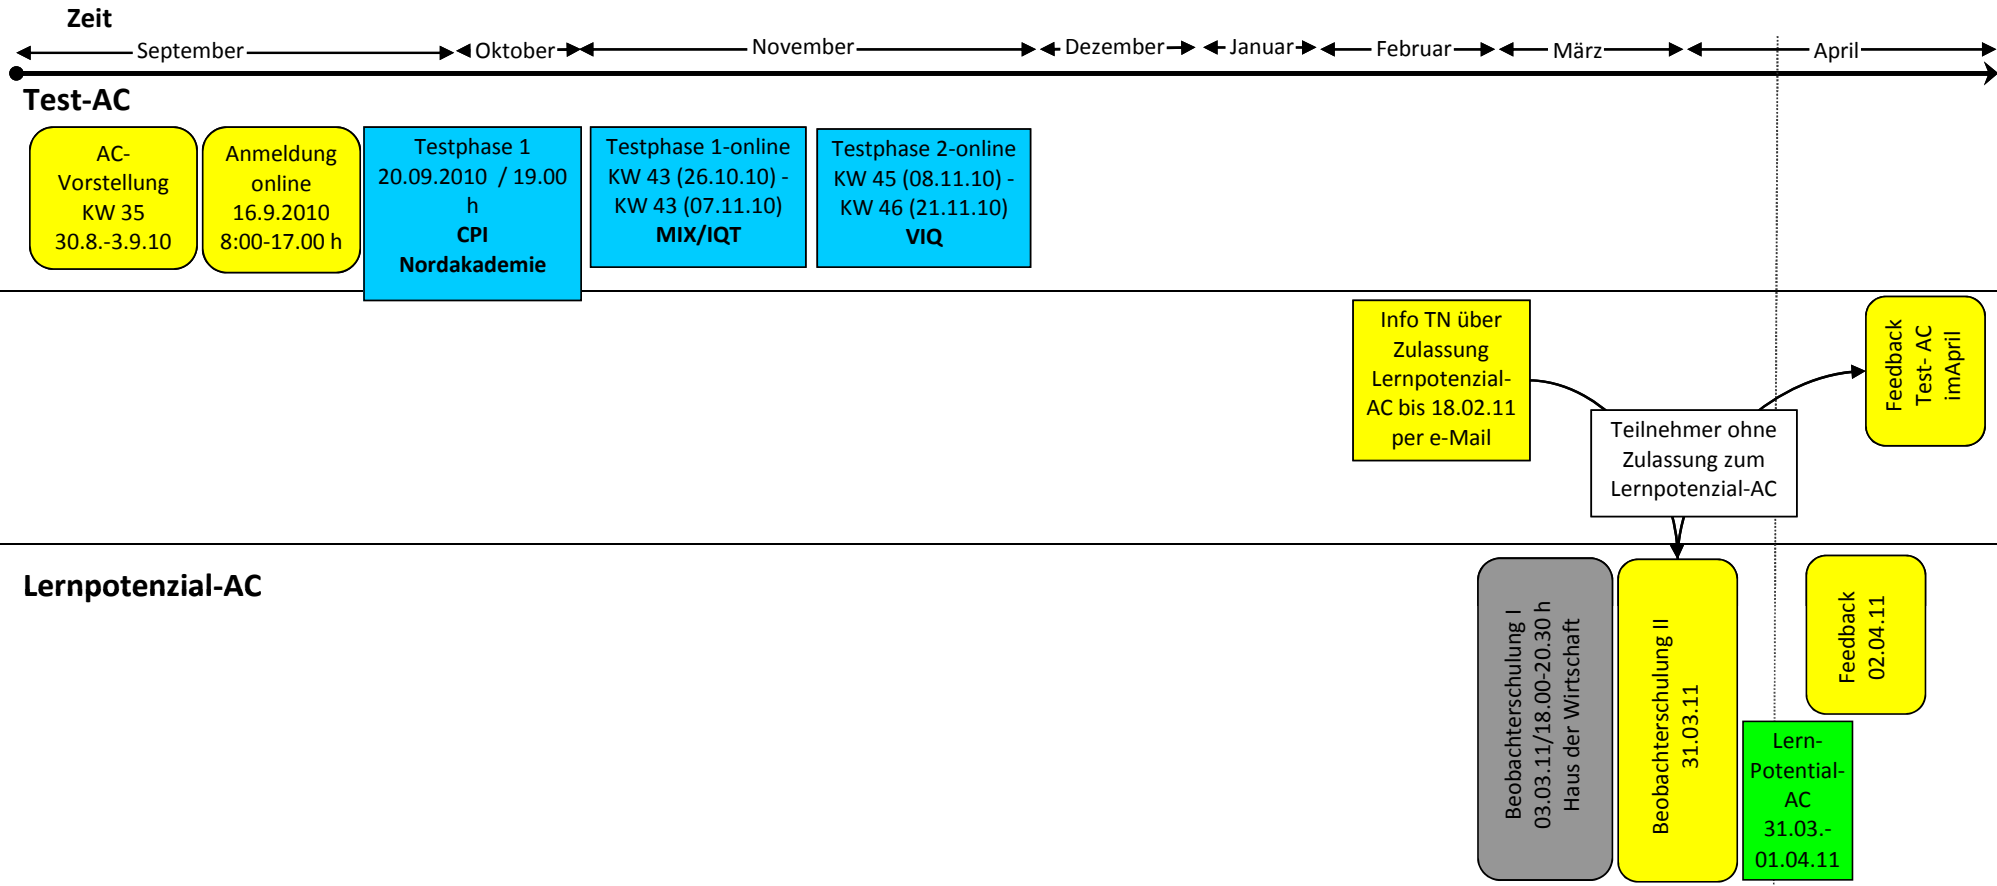 Zeit
September
Oktober
November
Dezember
Januar
Februar
März
April
Test-AC
AC-
Vorstellung
KW 35
30.8.-3.9.10
Anmeldung
online
16.9.2010
8:00-17.00 h
Testphase 1
20.09.2010 / 19.00
h
CPI
Nordakademie
Testphase 1-online
KW 43 (26.10.10) -
KW 43 (07.11.10)
MIX/IQT
Testphase 2-online
KW 45 (08.11.10) -
KW 46 (21.11.10)
VIQ
Info TN über
Zulassung
Lernpotenzial-
AC bis 18.02.11
per e-Mail
Teilnehmer ohne
Zulassung zum
Lernpotenzial-AC
Feedback
Test- AC
imApril
Lernpotenzial-AC
Beobachterschulung I
03.03.11/18.00-20.30 h
Haus der Wirtschaft
Beobachterschulung II
31.03.11
Lern-
Potential-
AC
31.03.-
01.04.11
Feedback
02.04.11